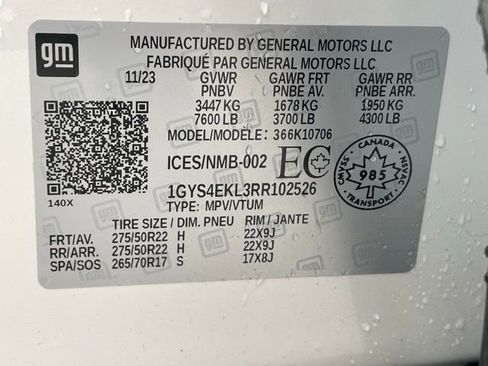 gm
MANUFACTURED BY GENERAL MOTORS LLC
FABRIQUÉ PAR GENERAL MOTORS LLC
11/23 GVWR GAWR FRT GAWR RR
PNBV PNBE AV. PNBE ARR.
3447 KG 1678 KG 1950 KG
7600 LB 3700 LB 4300 LB
MODEL/MODÈLE: 366K10706
ICES/NMB-002 EC
CANADA
SVNAC NSVAC
985
TRANSPORT
140X
1GYS4EKL3RR102526
TYPE: MPV/VTUM
TIRE SIZE / DIM. PNEU RIM / JANTE
FRT/AV. 275/50R22 H 22X9J
RR/ARR. 275/50R22 H 22X9J
SPA/SOS 265/70R17 S 17X8J